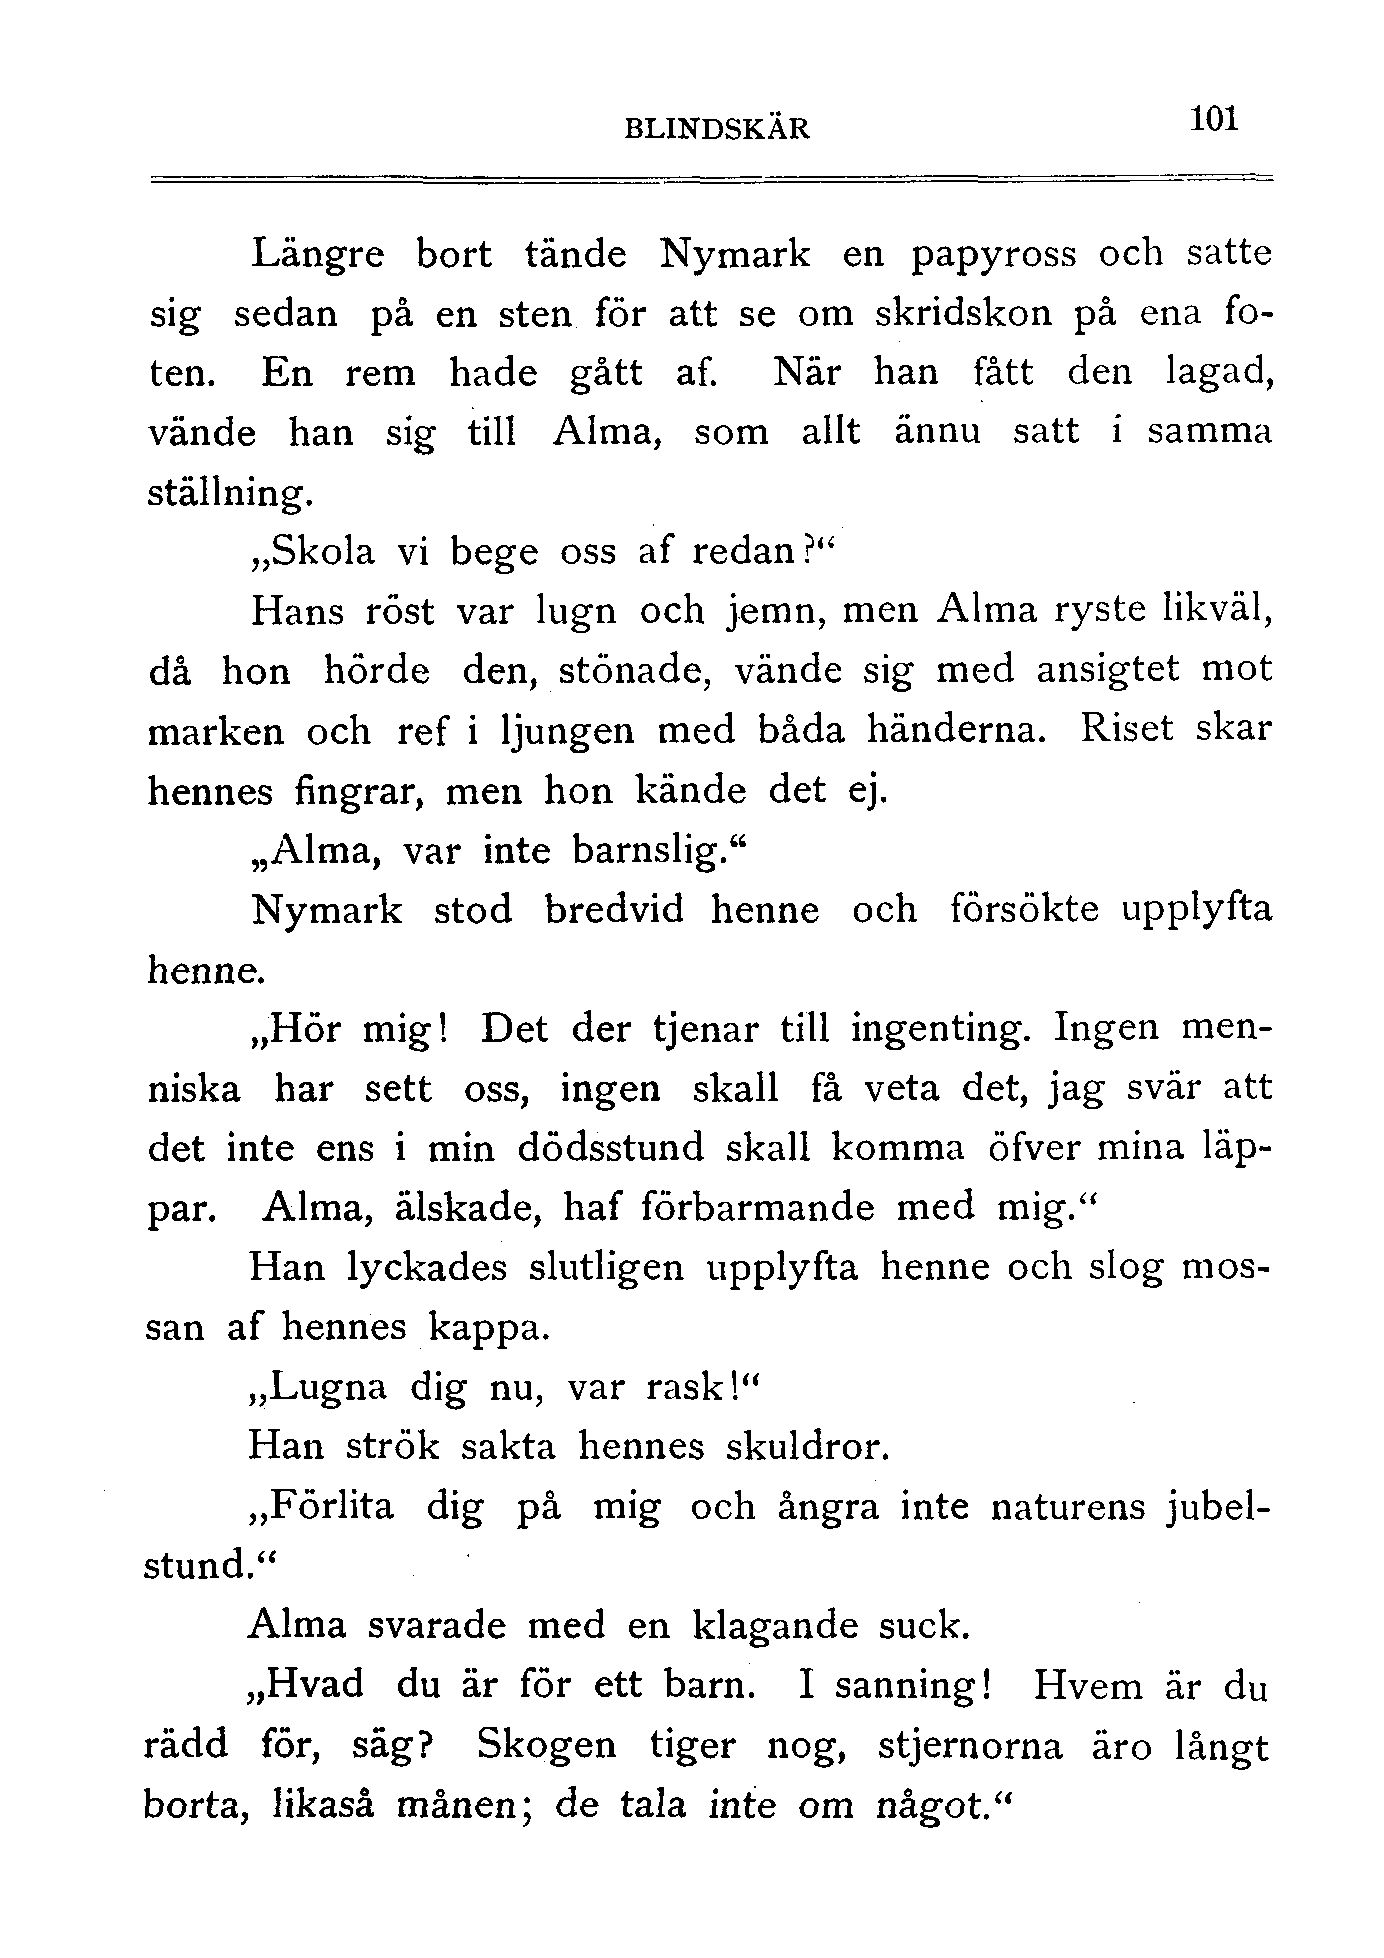 BLINDSKÄR 101
Längre bort tände Nymark en papyross och satte
sig sedan på en sten för att se om skridskon på ena fo-
ten. En rem hade gått af. När han fått den lagad,
vände han sig till Alma, som allt ännu satt i samma
ställning.
„Skola vi bege oss af redan?“
Hans röst var lugn och jemn, men Alma ryste likväl,
då hon hörde den, stönade, vände sig med ansigtet mot
marken och ref i ljungen med båda händerna. Riset skar
hennes fingrar, men hon kände det ej.
„Alma, var inte barnslig.“
Nymark stod bredvid henne och försökte upplyfta
henne.
„Hör mig! Det der tjenar till ingenting. Ingen men-
niska har sett oss, ingen skall få veta det, jag svär att
det inte ens i min dödsstund skall komma öfver mina läp-
par. Alma, älskade, haf förbarmande med mig.“
Han lyckades slutligen upplyfta henne och slog mos-
san af hennes kappa.
„Lugna dig nu, var rask!“
Han strök sakta hennes skuldror.
„Förlita dig på mig och ångra inte naturens jubel-
stund.“
Alma svarade med en klagande suck.
„Hvad du är för ett barn. I sanning! Hvem är du
rädd för, säg? Skogen tiger nog, stjernorna äro långt
borta, likaså månen; de tala inte om något.“